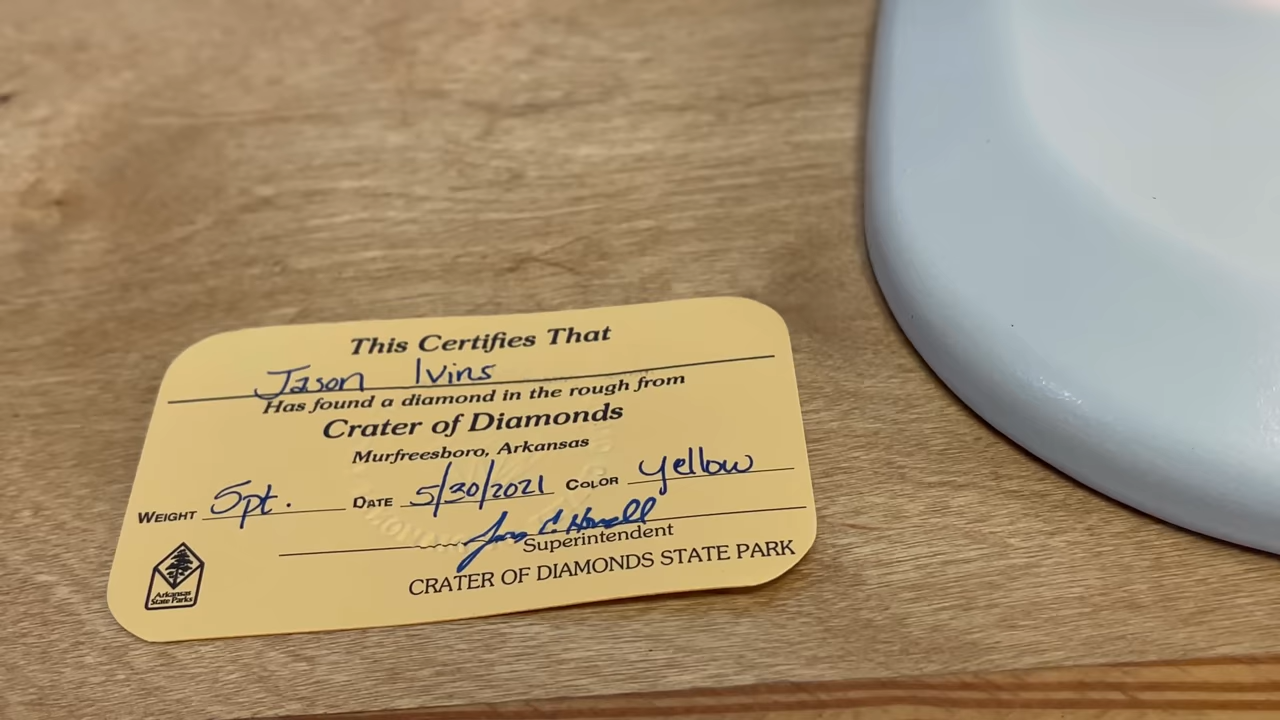 This Certifies That
Jason Ivins
Has found a diamond in the rough from
Crater of Diamonds
Murfreesboro, Arkansas
WEIGHT 5pt. DATE 5/30/2021 COLOR yellow
Superintendent
CRATER OF DIAMONDS STATE PARK
Arkansas
State Parks